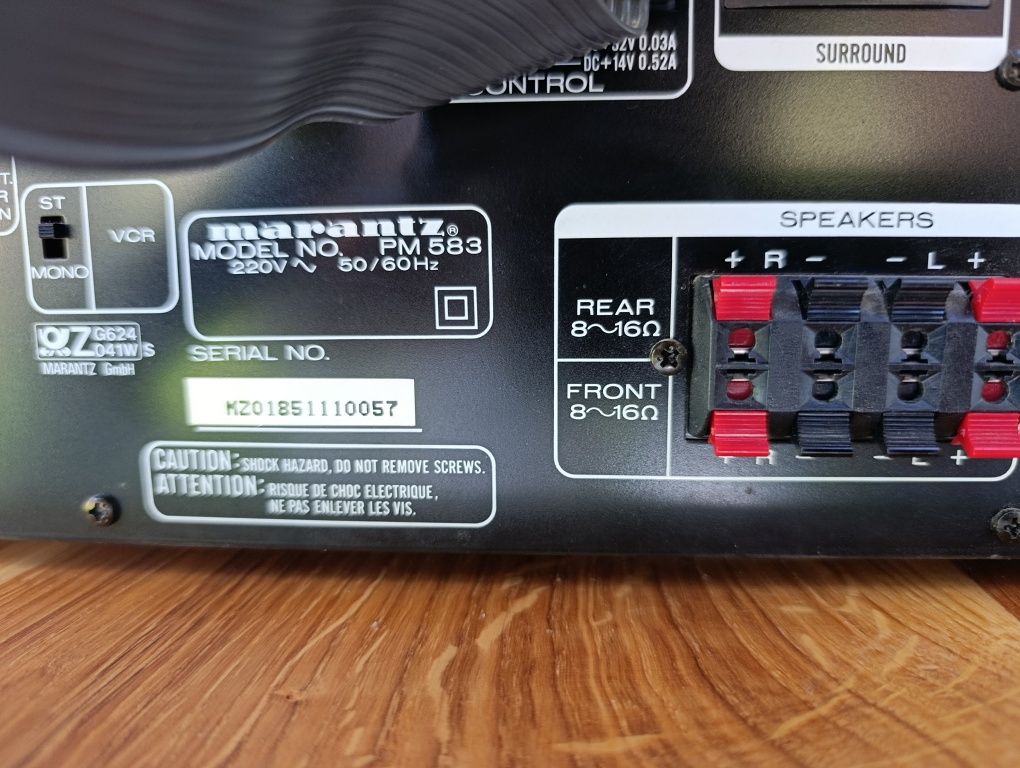 V 0.03A
DC+14V 0.52A
CONTROL
SURROUND
T.
R
N
ST
VCR
MONO
marantz®
MODEL NO. PM 583
220V~ 50/60Hz
G624
041W S
MARANTZ GmbH
SERIAL NO.
MZ01851110057
CAUTION: SHOCK HAZARD, DO NOT REMOVE SCREWS.
ATTENTION: RISQUE DE CHOC ELECTRIQUE,
NE PAS ENLEVER LES VIS.
SPEAKERS
+ R − − L +
REAR
8~16Ω
FRONT
8~16Ω
+ R − − L +